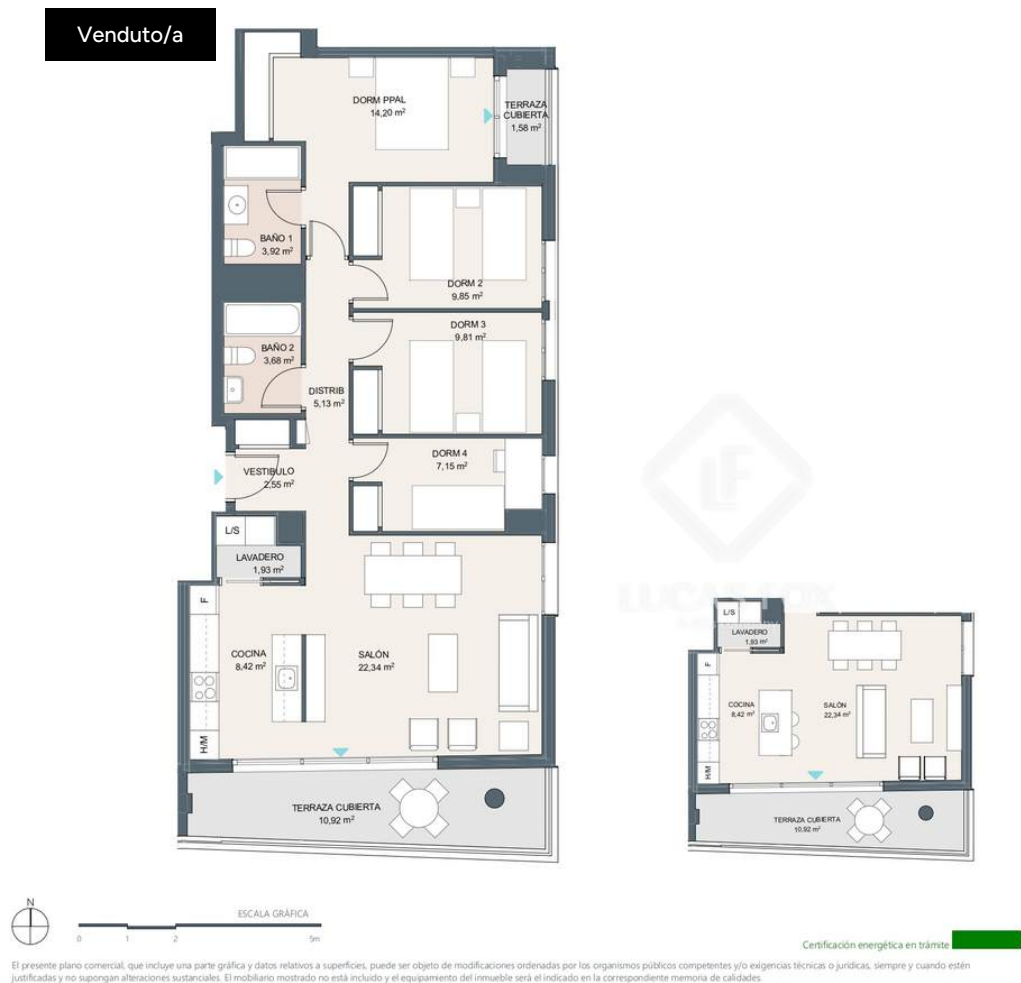 Venduto/a
DORM PPAL
14,20 m²
TERRAZA
CUBIERTA
1,58 m²
BAÑO 1
3,92 m²
DORM 2
9,85 m²
DORM 3
9,81 m²
BAÑO 2
3,68 m²
DISTRIB
5,13 m²
DORM 4
7,15 m²
VESTIBULO
2,55 m²
L/S
LAVADERO
1,93 m²
F
COCINA
8,42 m²
SALÓN
22,34 m²
H/M
TERRAZA CUBIERTA
10,92 m²
LF
LUCAS FOX
L/S
LAVADERO
1,93 m²
F
COCINA
8,42 m²
SALÓN
22,34 m²
H/M
TERRAZA CUBIERTA
10,92 m²
N
ESCALA GRÁFICA
0 1 2 5m
Certificación energética en trámite
El presente plano comercial, que incluye una parte gráfica y datos relativos a superficies, puede ser objeto de modificaciones ordenadas por los organismos públicos competentes y/o exigencias técnicas o jurídicas, siempre y cuando estén
justificadas y no supongan alteraciones sustanciales. El mobiliario mostrado no está incluido y el equipamiento del inmueble será el indicado en la correspondiente memoria de calidades.